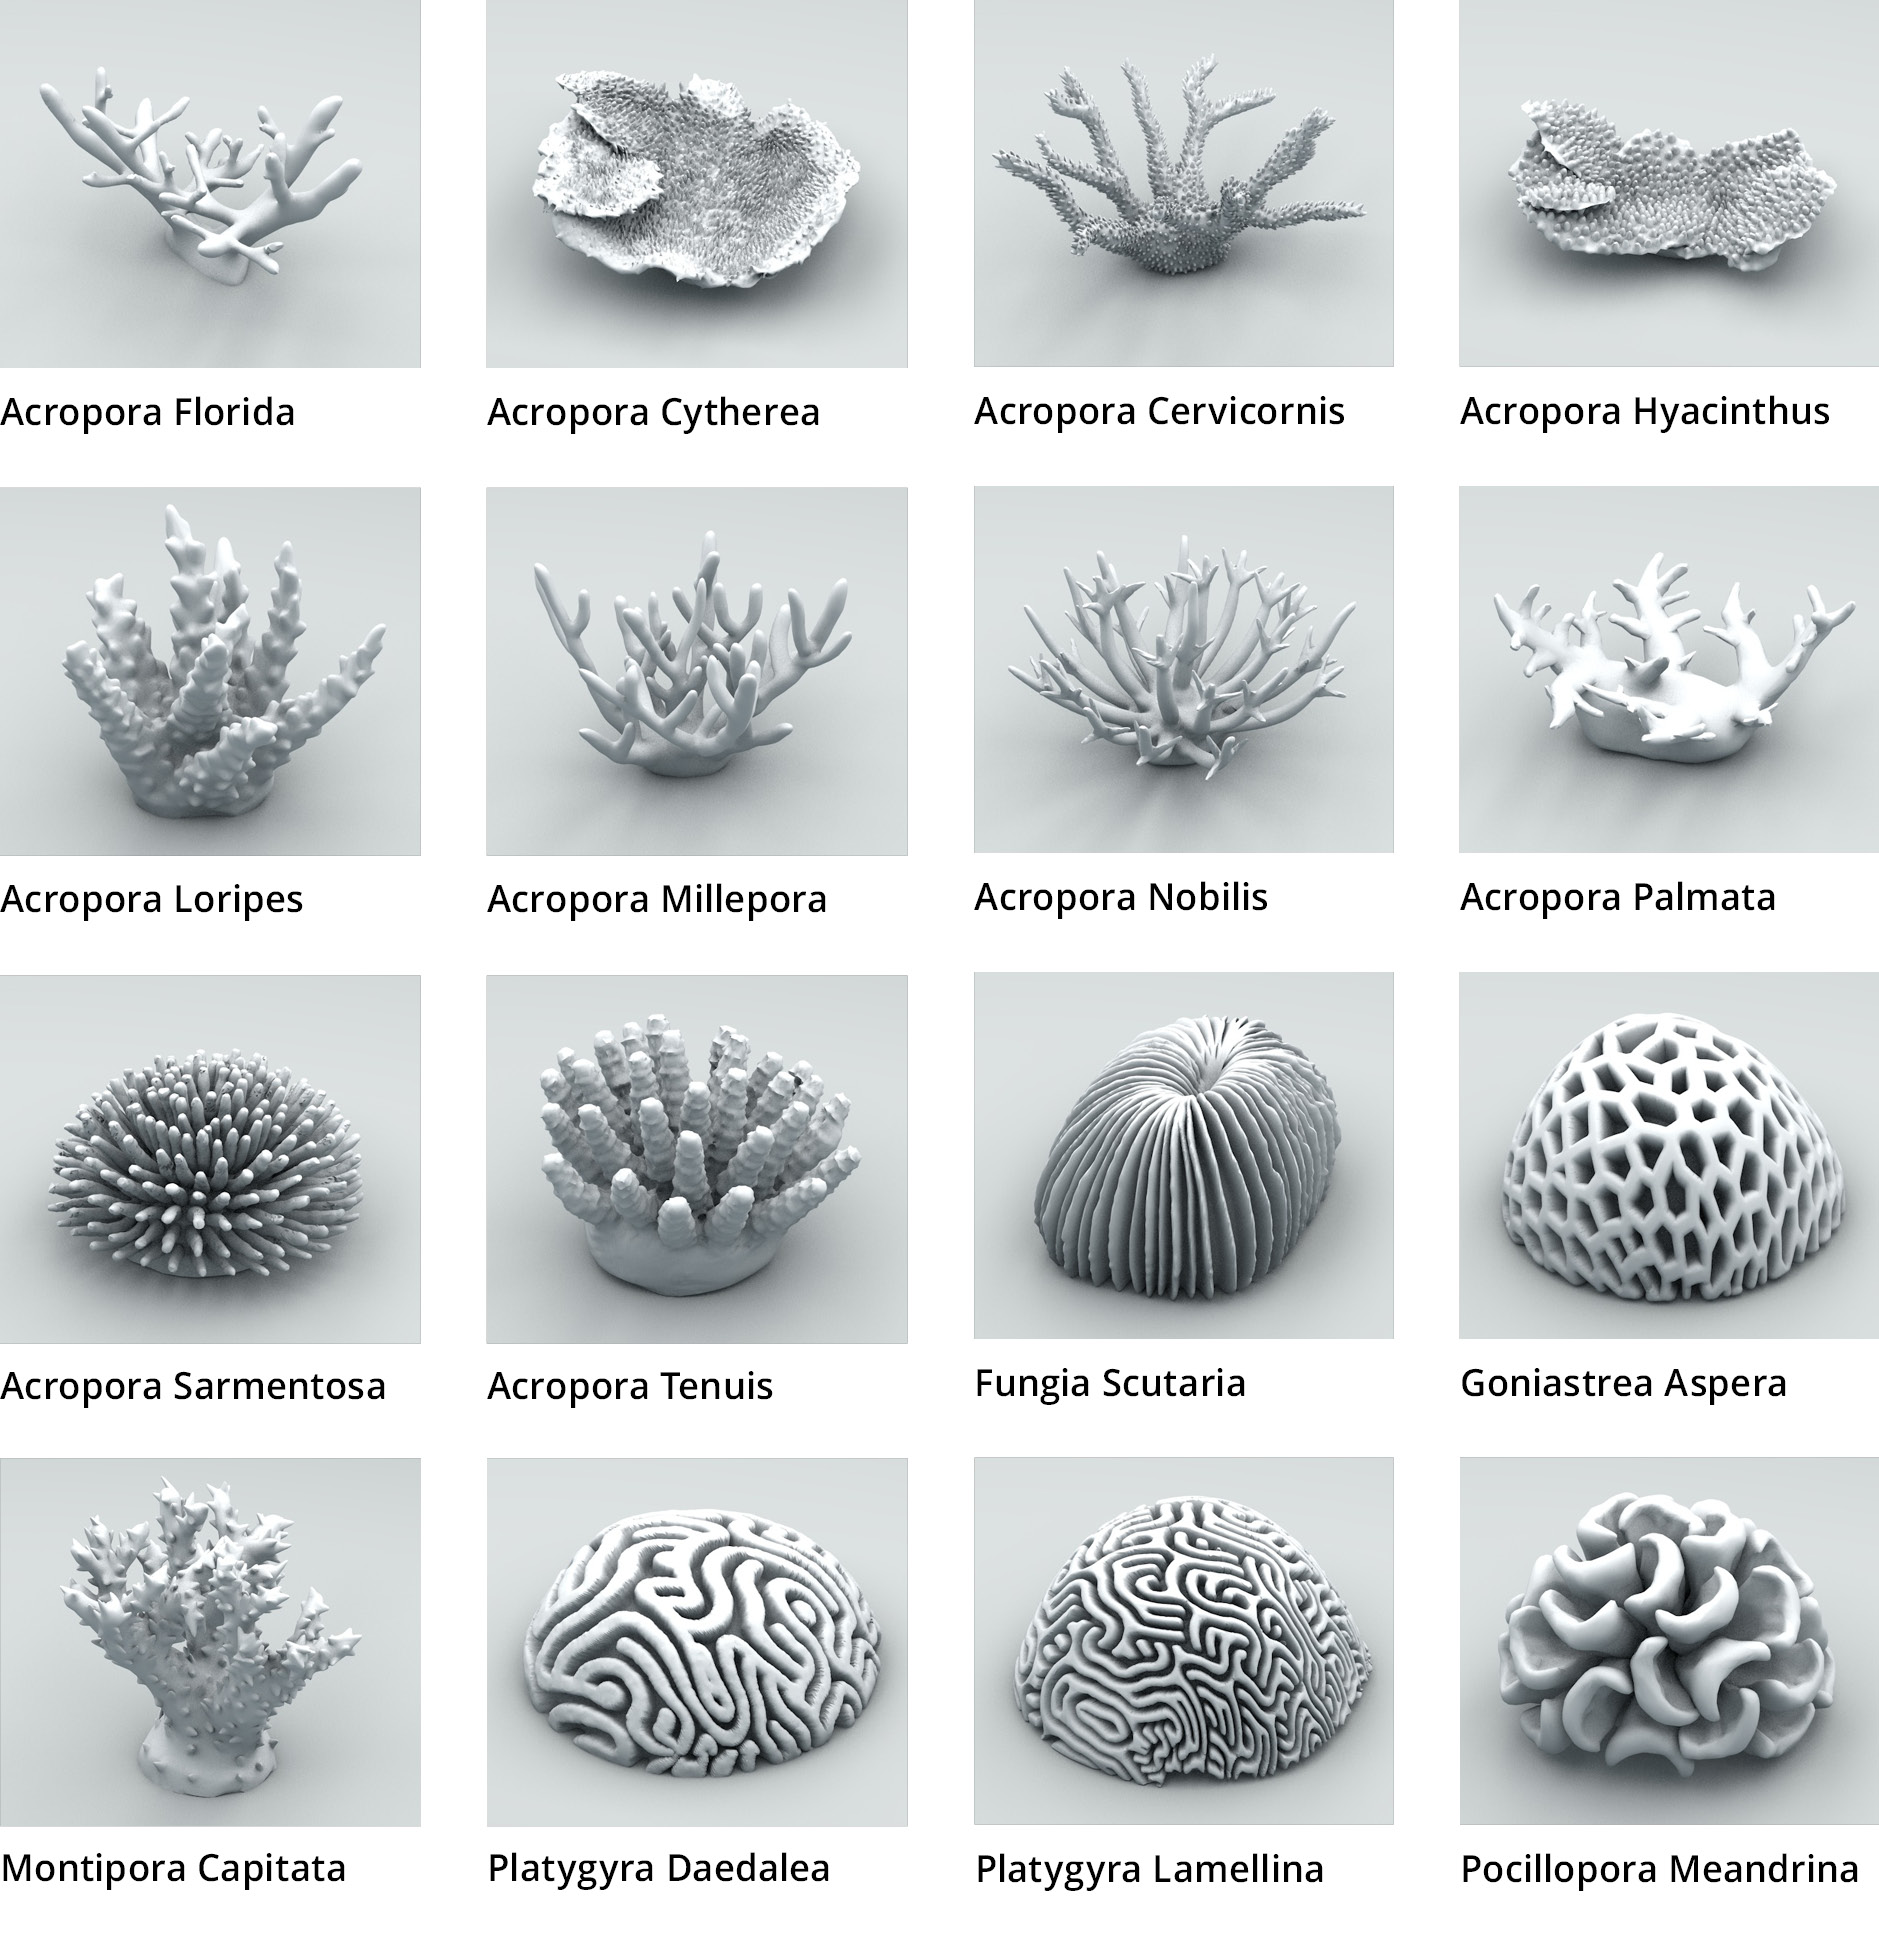 Acropora Florida
Acropora Cytherea
Acropora Cervicornis
Acropora Hyacinthus
Acropora Loripes
Acropora Millepora
Acropora Nobilis
Acropora Palmata
Acropora Sarmentosa
Acropora Tenuis
Fungia Scutaria
Goniastrea Aspera
Montipora Capitata
Platygyra Daedalea
Platygyra Lamellina
Pocillopora Meandrina